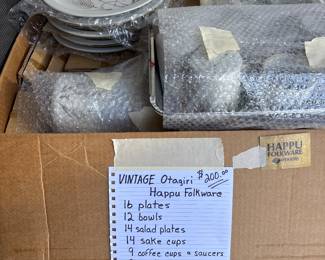 HAPPU
FOLKWARE
VINTAGE Otagiri $200.00
Happu Folkware
16 plates
12 bowls
14 salad plates
14 sake cups
9 coffee cups & saucers